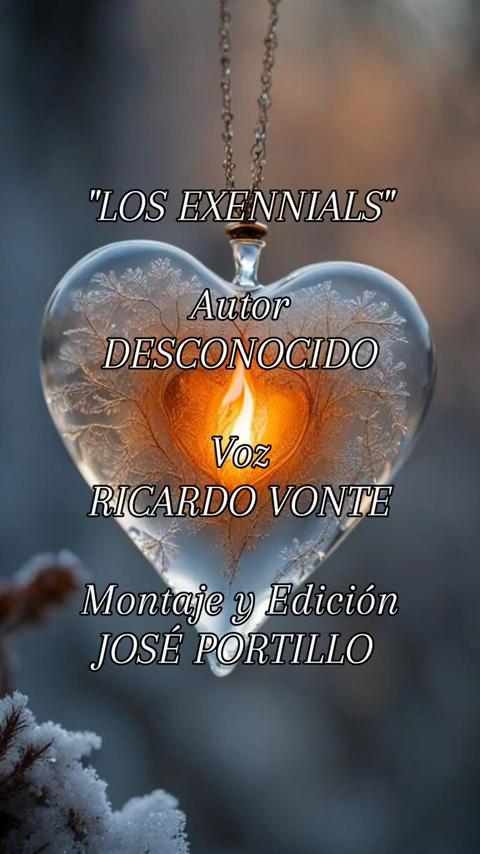 "LOS EXENNIALS"
Autor
DESCONOCIDO
Voz
RICARDO VONTE
Montaje y Edición
JOSÉ PORTILLO